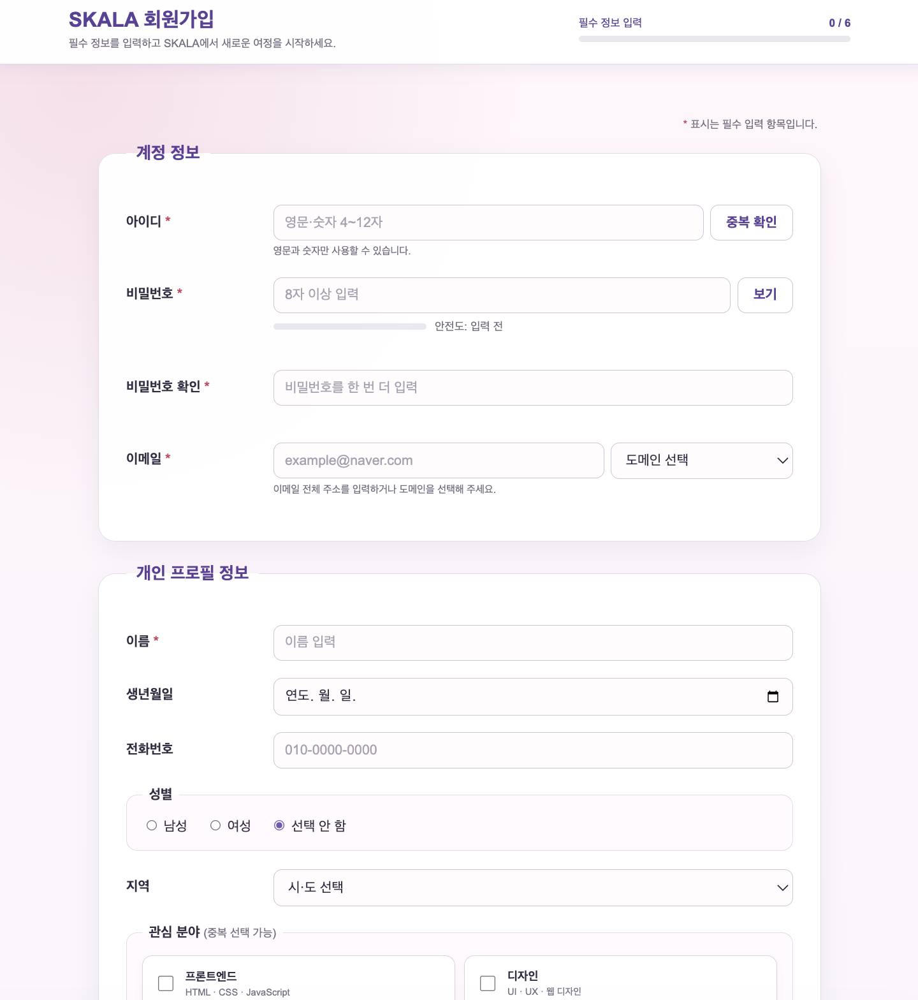 SKALA 회원가입
필수 정보를 입력하고 SKALA에서 새로운 여정을 시작하세요.
필수 정보 입력 0 / 6
* 표시는 필수 입력 항목입니다.
계정 정보
아이디 *
영문·숫자 4~12자
중복 확인
영문과 숫자만 사용할 수 있습니다.
비밀번호 *
8자 이상 입력
보기
안전도: 입력 전
비밀번호 확인 *
비밀번호를 한 번 더 입력
이메일 *
example@naver.com
도메인 선택
이메일 전체 주소를 입력하거나 도메인을 선택해 주세요.
개인 프로필 정보
이름 *
이름 입력
생년월일
연도. 월. 일.
전화번호
010-0000-0000
성별
남성 여성 선택 안 함
지역
시·도 선택
관심 분야 (중복 선택 가능)
프론트엔드
HTML · CSS · JavaScript
디자인
UI · UX · 웹 디자인